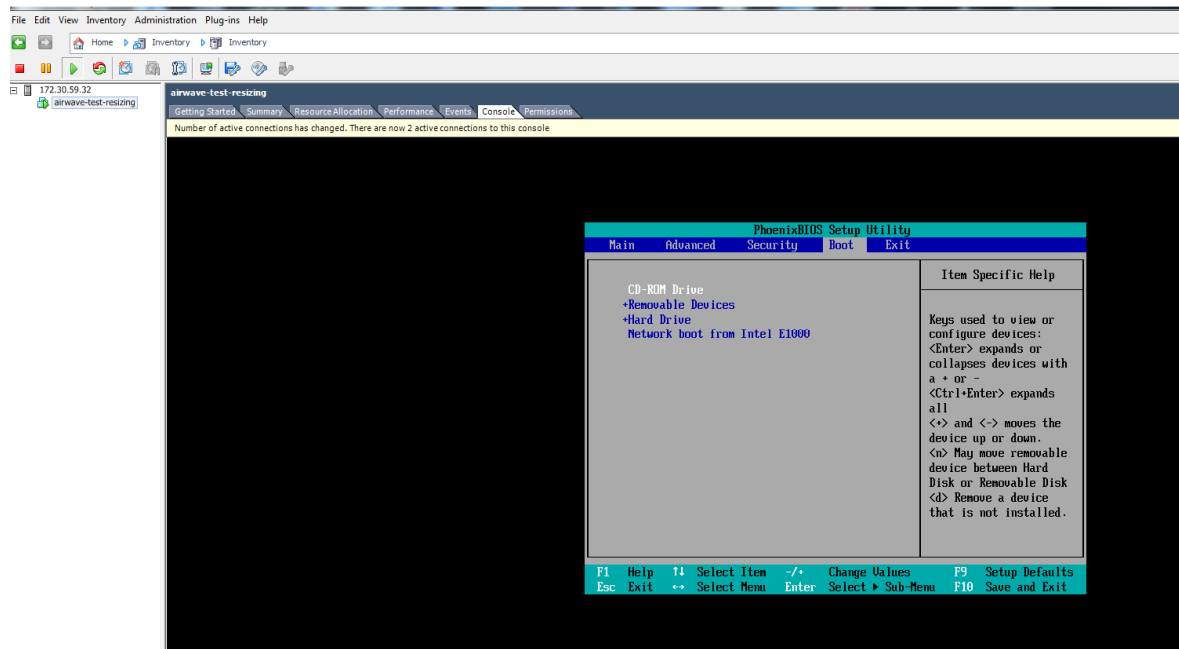 File Edit View Inventory Administration Plug-ins Help
Home Inventory Inventory
172.30.59.32
airwave-test-resizing
airwave-test-resizing
Getting Started Summary Resource Allocation Performance Events Console Permissions
Number of active connections has changed. There are now 2 active connections to this console
PhoenixBIOS Setup Utility
Main Advanced Security Boot Exit
CD-ROM Drive
+Removable Devices
+Hard Drive
Network boot from Intel E1000
Item Specific Help
Keys used to view or
configure devices:
<Enter> expands or
collapses devices with
a + or -
<Ctrl+Enter> expands
all
<+> and <-> moves the
device up or down.
<n> May move removable
device between Hard
Disk or Removable Disk
<d> Remove a device
that is not installed.
F1 Help ↑↓ Select Item -/+ Change Values F9 Setup Defaults
Esc Exit ↔ Select Menu Enter Select ▶ Sub-Menu F10 Save and Exit